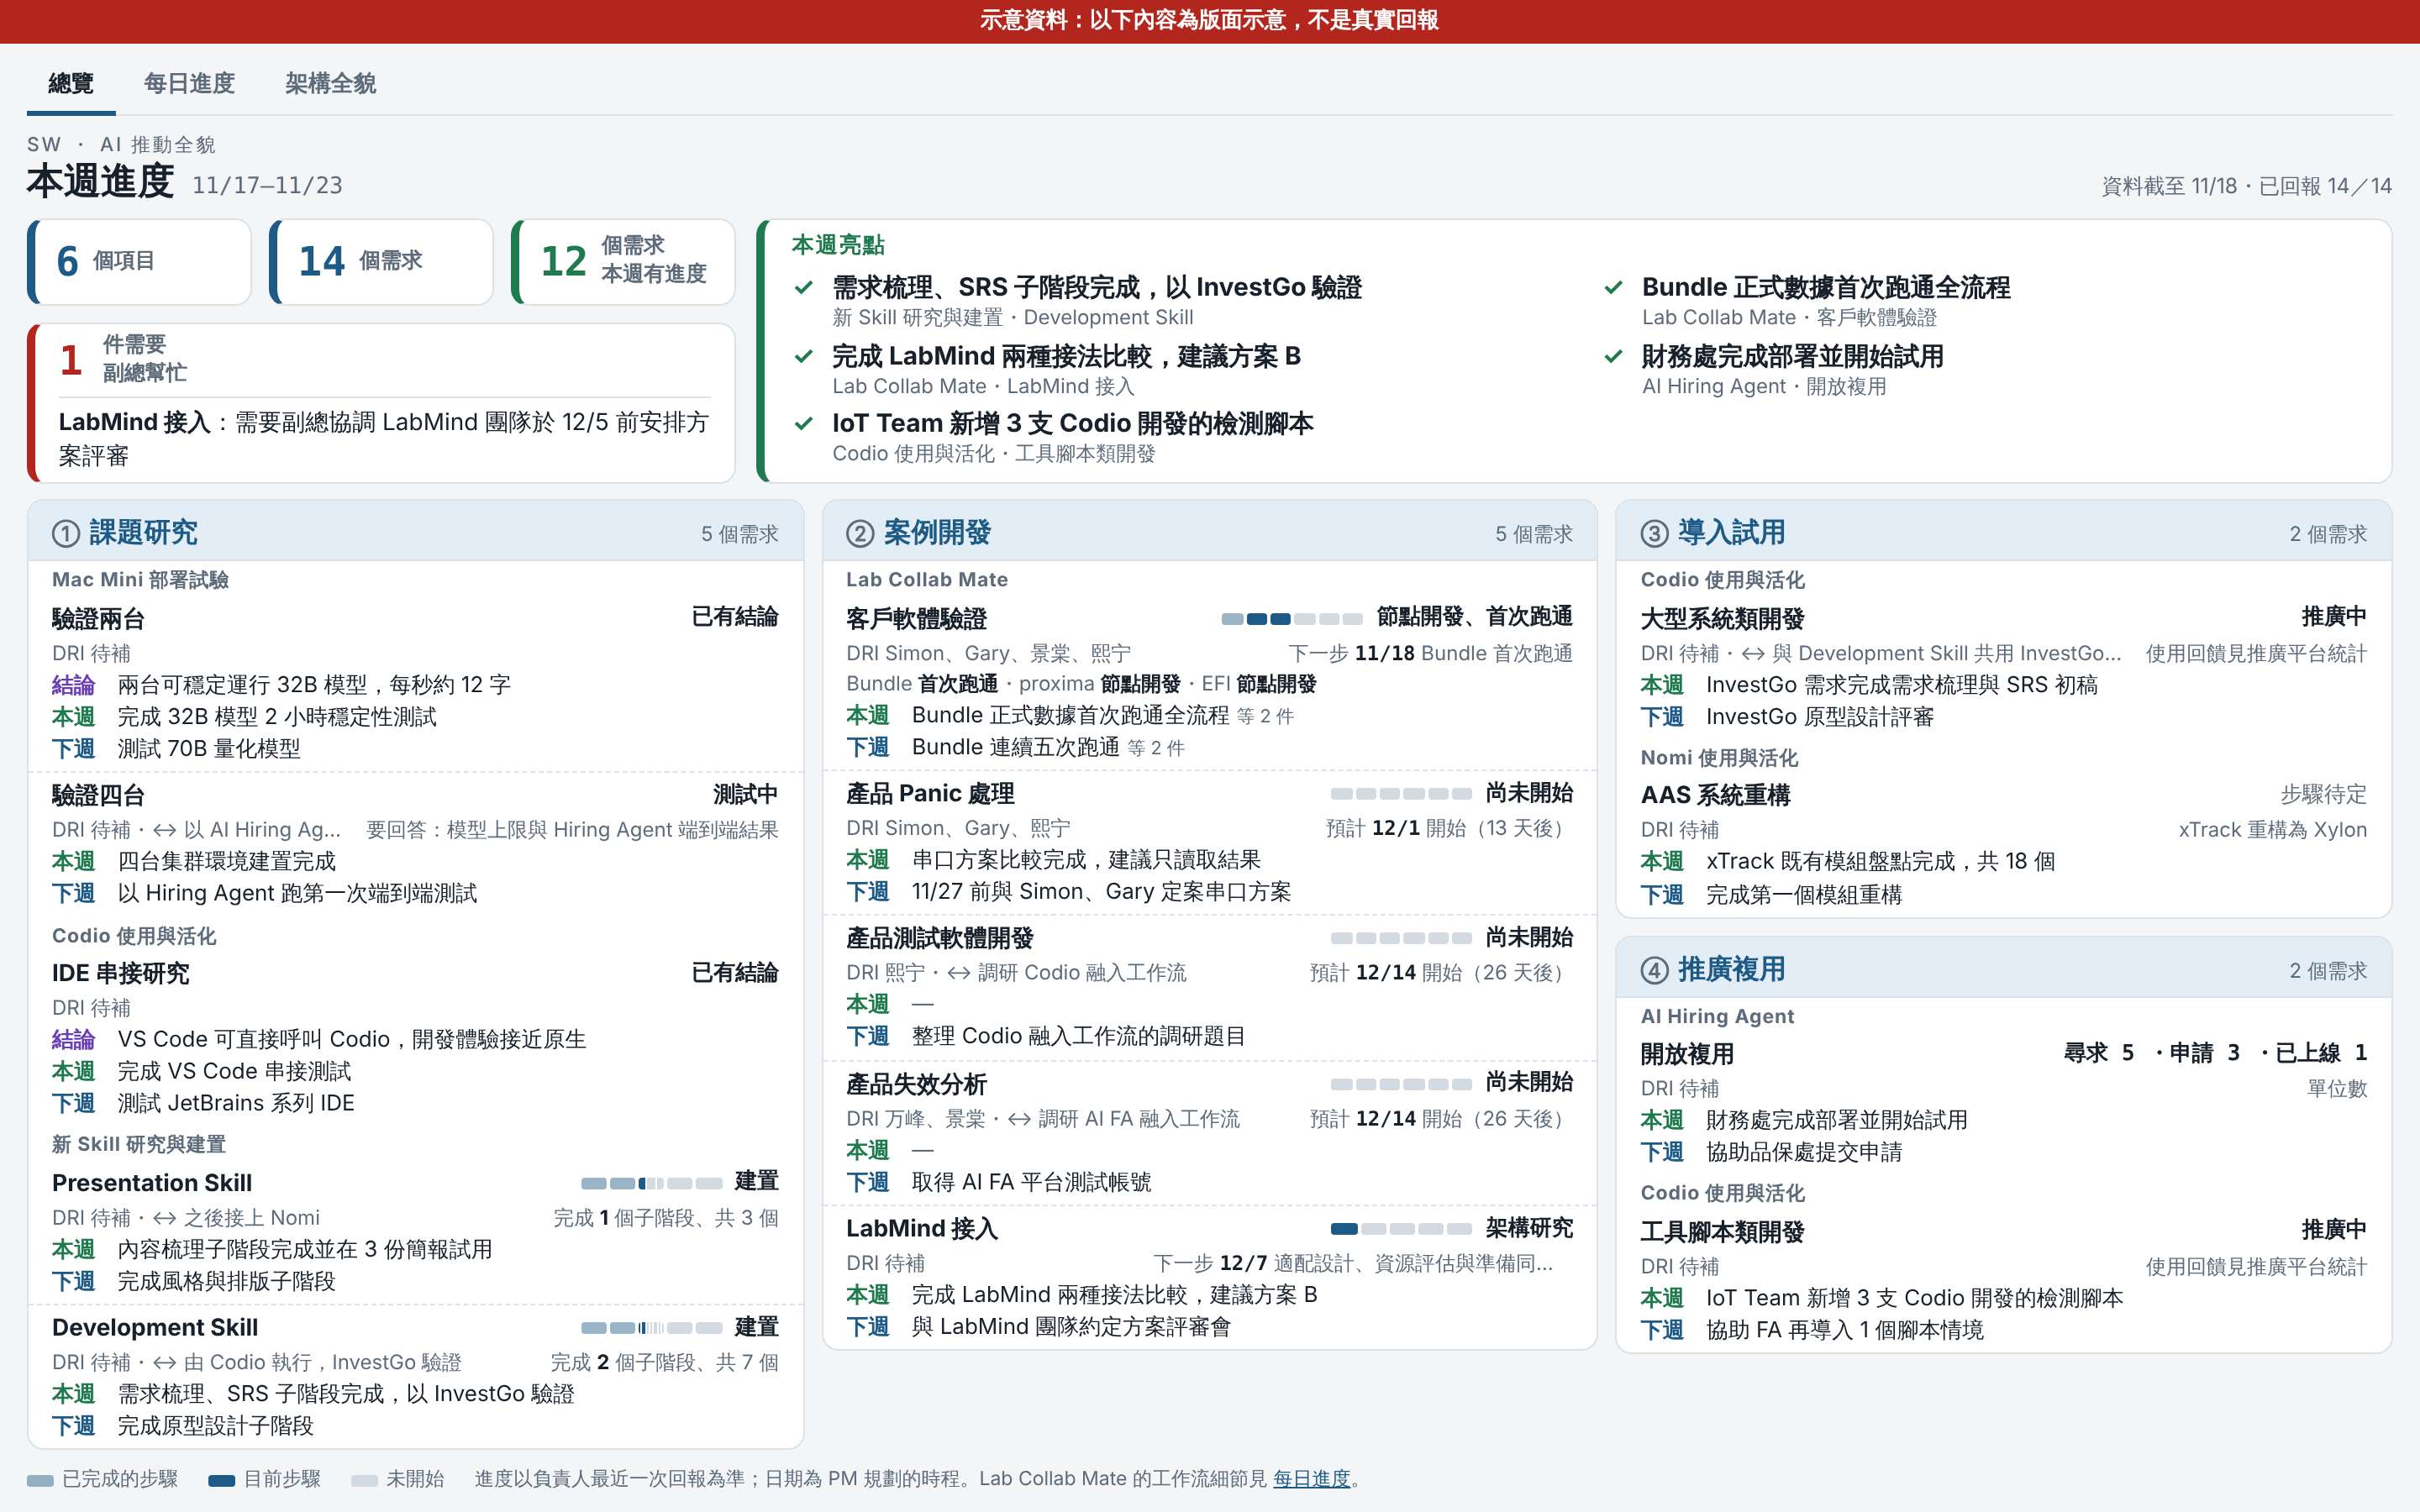 示意資料：以下內容為版面示意，不是真實回報
總覽
每日進度
架構全貌
SW · AI 推動全貌
本週進度 11/17–11/23
資料截至 11/18 · 已回報 14／14
6 個項目
14 個需求
12 個需求
本週有進度
1 件需要
副總幫忙
LabMind 接入：需要副總協調 LabMind 團隊於 12/5 前安排方
案評審
本週亮點
需求梳理、SRS 子階段完成，以 InvestGo 驗證
新 Skill 研究與建置 · Development Skill
Bundle 正式數據首次跑通全流程
Lab Collab Mate · 客戶軟體驗證
完成 LabMind 兩種接法比較，建議方案 B
Lab Collab Mate · LabMind 接入
財務處完成部署並開始試用
AI Hiring Agent · 開放複用
IoT Team 新增 3 支 Codio 開發的檢測腳本
Codio 使用與活化 · 工具腳本類開發
① 課題研究 5 個需求
Mac Mini 部署試驗
驗證兩台 已有結論
DRI 待補
結論 兩台可穩定運行 32B 模型，每秒約 12 字
本週 完成 32B 模型 2 小時穩定性測試
下週 測試 70B 量化模型
驗證四台 測試中
DRI 待補 · ↔ 以 AI Hiring Ag... 要回答：模型上限與 Hiring Agent 端到端結果
本週 四台集群環境建置完成
下週 以 Hiring Agent 跑第一次端到端測試
Codio 使用與活化
IDE 串接研究 已有結論
DRI 待補
結論 VS Code 可直接呼叫 Codio，開發體驗接近原生
本週 完成 VS Code 串接測試
下週 測試 JetBrains 系列 IDE
新 Skill 研究與建置
Presentation Skill 建置
DRI 待補 · ↔ 之後接上 Nomi 完成 1 個子階段、共 3 個
本週 內容梳理子階段完成並在 3 份簡報試用
下週 完成風格與排版子階段
Development Skill 建置
DRI 待補 · ↔ 由 Codio 執行，InvestGo 驗證 完成 2 個子階段、共 7 個
本週 需求梳理、SRS 子階段完成，以 InvestGo 驗證
下週 完成原型設計子階段
② 案例開發 5 個需求
Lab Collab Mate
客戶軟體驗證 節點開發、首次跑通
DRI Simon、Gary、景棠、熙宁 下一步 11/18 Bundle 首次跑通
Bundle 首次跑通 · proxima 節點開發 · EFI 節點開發
本週 Bundle 正式數據首次跑通全流程 等 2 件
下週 Bundle 連續五次跑通 等 2 件
產品 Panic 處理 尚未開始
DRI Simon、Gary、熙宁 預計 12/1 開始（13 天後）
本週 串口方案比較完成，建議只讀取結果
下週 11/27 前與 Simon、Gary 定案串口方案
產品測試軟體開發 尚未開始
DRI 熙宁 · ↔ 調研 Codio 融入工作流 預計 12/14 開始（26 天後）
本週 —
下週 整理 Codio 融入工作流的調研題目
產品失效分析 尚未開始
DRI 万峰、景棠 · ↔ 調研 AI FA 融入工作流 預計 12/14 開始（26 天後）
本週 —
下週 取得 AI FA 平台測試帳號
LabMind 接入 架構研究
DRI 待補 下一步 12/7 適配設計、資源評估與準備同...
本週 完成 LabMind 兩種接法比較，建議方案 B
下週 與 LabMind 團隊約定方案評審會
③ 導入試用 2 個需求
Codio 使用與活化
大型系統類開發 推廣中
DRI 待補 · ↔ 與 Development Skill 共用 InvestGo... 使用回饋見推廣平台統計
本週 InvestGo 需求完成需求梳理與 SRS 初稿
下週 InvestGo 原型設計評審
Nomi 使用與活化
AAS 系統重構 步驟待定
DRI 待補 xTrack 重構為 Xylon
本週 xTrack 既有模組盤點完成，共 18 個
下週 完成第一個模組重構
④ 推廣複用 2 個需求
AI Hiring Agent
開放複用 尋求 5 · 申請 3 · 已上線 1
DRI 待補 單位數
本週 財務處完成部署並開始試用
下週 協助品保處提交申請
Codio 使用與活化
工具腳本類開發 推廣中
DRI 待補 使用回饋見推廣平台統計
本週 IoT Team 新增 3 支 Codio 開發的檢測腳本
下週 協助 FA 再導入 1 個腳本情境
已完成的步驟 目前步驟 未開始 進度以負責人最近一次回報為準；日期為 PM 規劃的時程。Lab Collab Mate 的工作流細節見 每日進度。